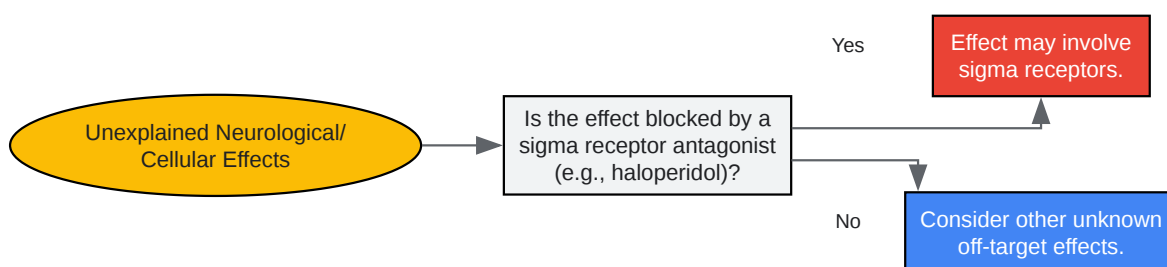 Unexplained Neurological/
Cellular Effects
Is the effect blocked by a
sigma receptor antagonist
(e.g., haloperidol)?
Yes
Effect may involve
sigma receptors.
No
Consider other unknown
off-target effects.